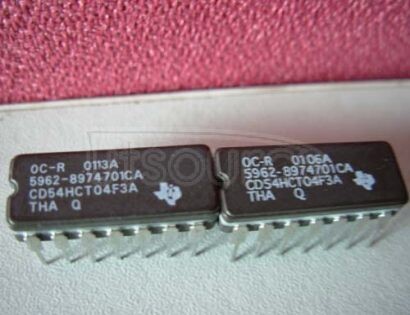 OC-R 0113A
5962-8974701CA
CD54HCT04F3A
THA Q
OC-R 0106A
5962-8974701CA
CD54HCT04F3A
THA Q